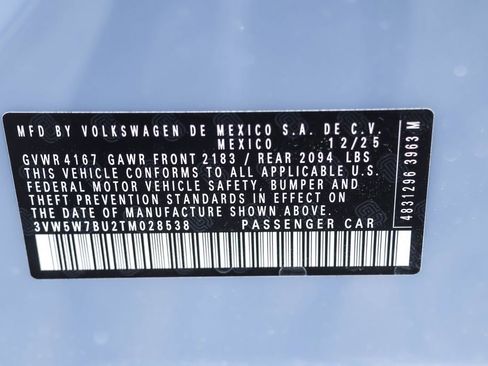 MFD BY VOLKSWAGEN DE MEXICO S.A. DE C.V.
MEXICO 12/25
GVWR 4167 GAWR FRONT 2183 / REAR 2094 LBS
THIS VEHICLE CONFORMS TO ALL APPLICABLE U.S.
FEDERAL MOTOR VEHICLE SAFETY, BUMPER AND
THEFT PREVENTION STANDARDS IN EFFECT
ON THE DATE OF MANUFACTURE SHOWN ABOVE
3VW5W7BU2TM028538 PASSENGER CAR
48312966 3963 M